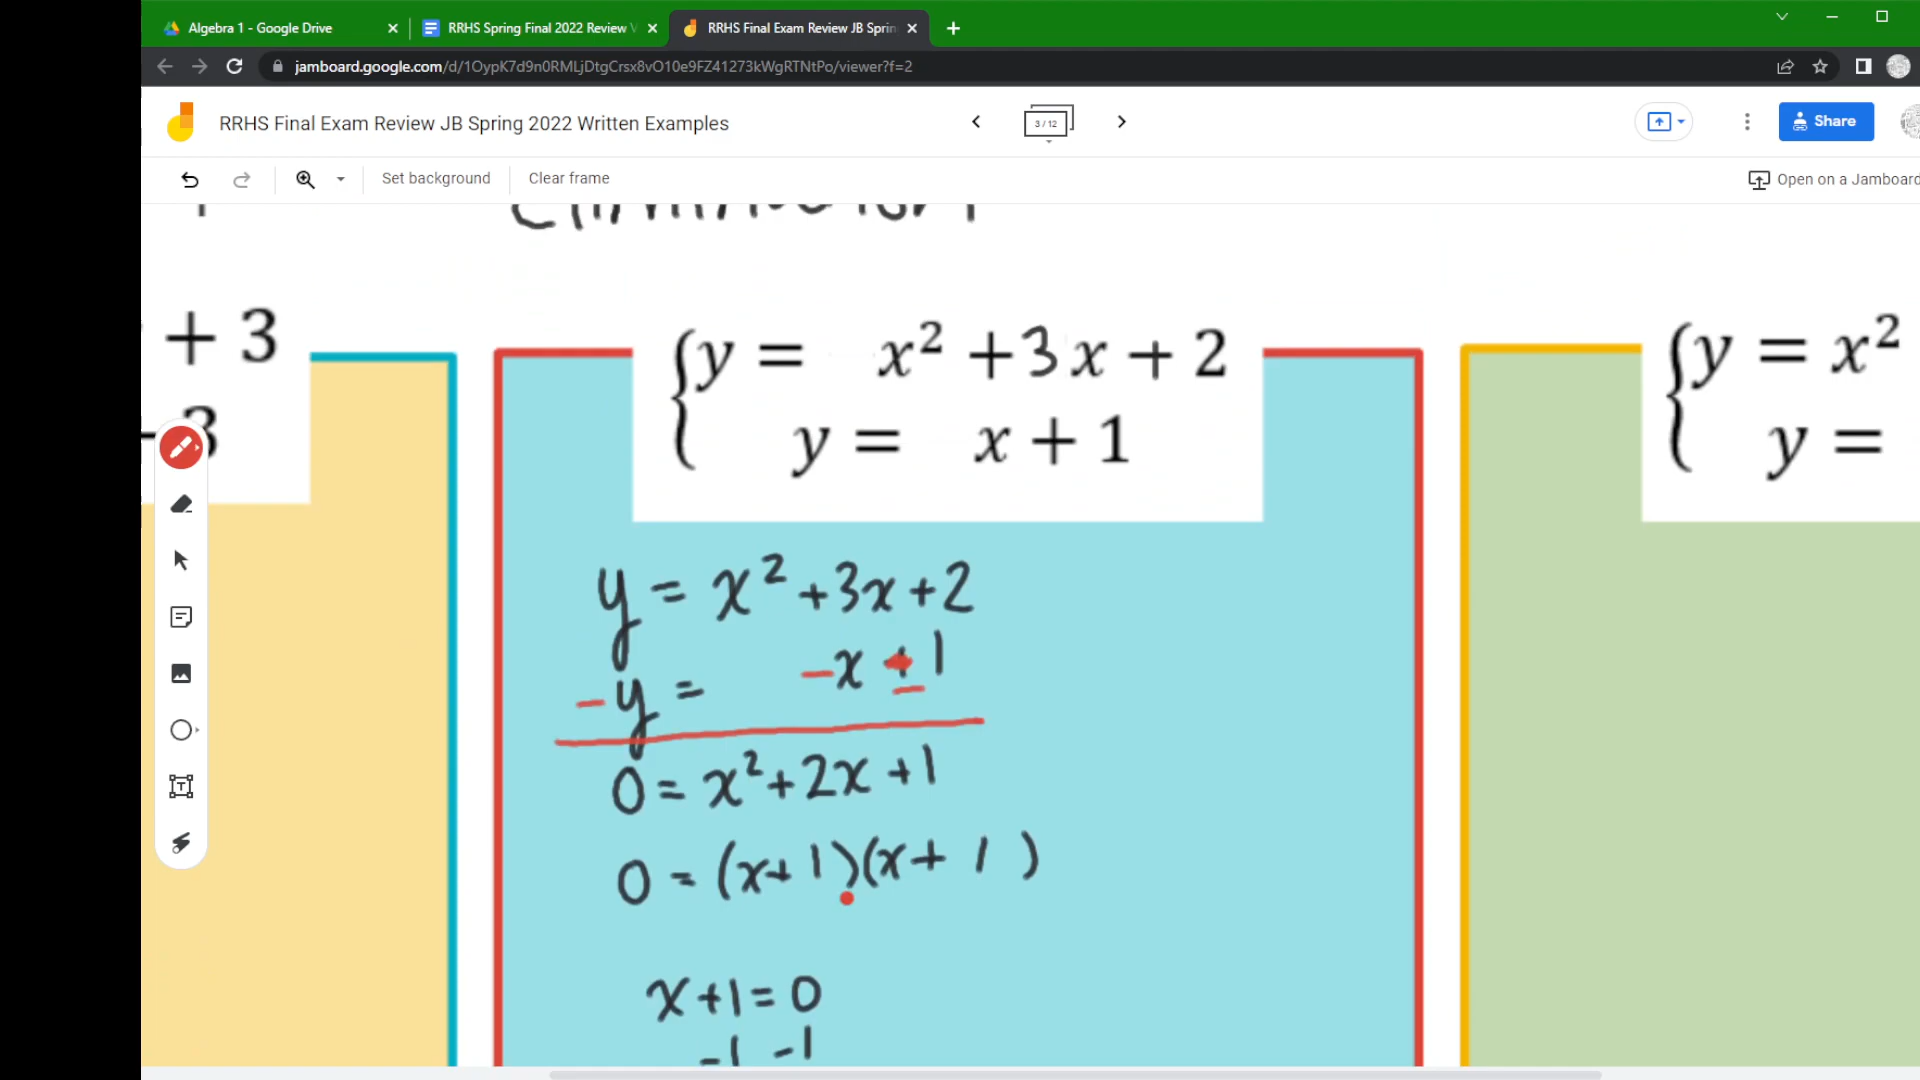 Algebra 1 - Google Drive
RRHS Spring Final 2022 Review V
RRHS Final Exam Review JB Sprin
jamboard.google.com/d/1OypK7d9n0RMLjDtgCrsx8vO10e9FZ41273kWgRTNtPo/viewer?f=2
RRHS Final Exam Review JB Spring 2022 Written Examples
3 / 12
Share
Set background
Clear frame
Open on a Jamboard
+ 3
3
y = x² +3x + 2
y = x + 1
y = x² +3x +2
-y = -x - 1
0 = x² + 2x + 1
0 = (x+1)(x+1)
x+1=0
-1 -1
y = x²
y =